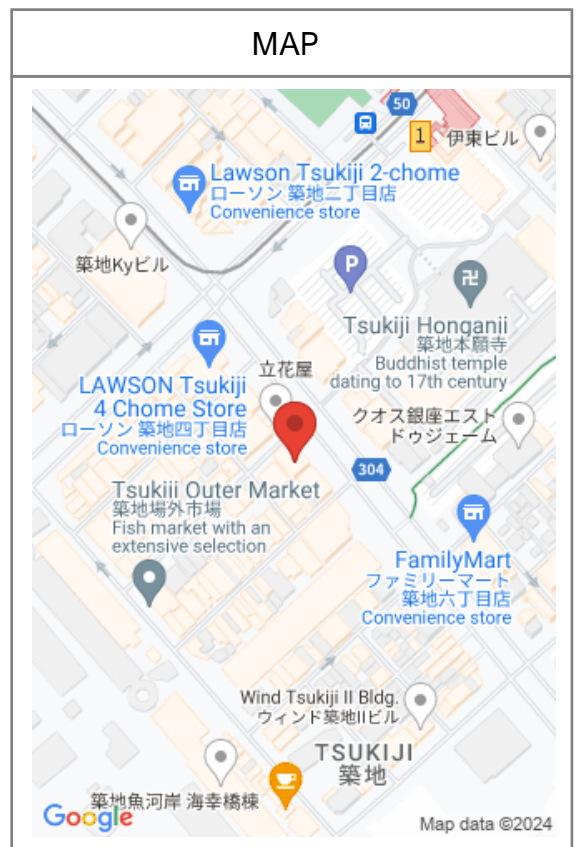 MAP
50
1
伊東ビル
Lawson Tsukiji 2-chome
ローソン 築地二丁目店
Convenience store
築地Kyビル
P
卍
Tsukiji Honganji
築地本願寺
Buddhist temple
dating to 17th century
立花屋
LAWSON Tsukiji
4 Chome Store
ローソン 築地四丁目店
Convenience store
クオス銀座エスト
ドゥジェーム
304
Tsukiji Outer Market
築地場外市場
Fish market with an
extensive selection
FamilyMart
ファミリーマート
築地六丁目店
Convenience store
Wind Tsukiji II Bldg.
ウィンド築地IIビル
TSUKIJI
築地
築地魚河岸 海幸橋棟
Google
Map data ©2024